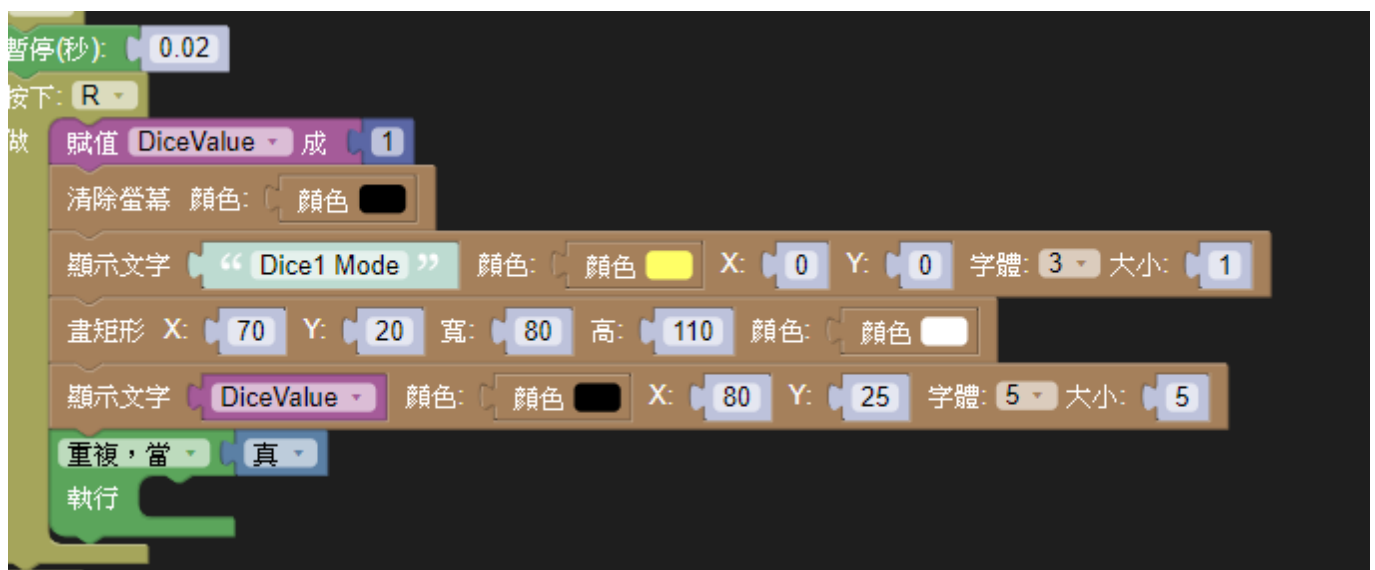 暫停(秒): 0.02
按下: R
做 賦值 DiceValue 成 1
清除螢幕 顏色: 顏色
顯示文字 “ Dice1 Mode ” 顏色: 顏色 X: 0 Y: 0 字體: 3 大小: 1
畫矩形 X: 70 Y: 20 寬: 80 高: 110 顏色: 顏色
顯示文字 DiceValue 顏色: 顏色 X: 80 Y: 25 字體: 5 大小: 5
重複,當 真
執行